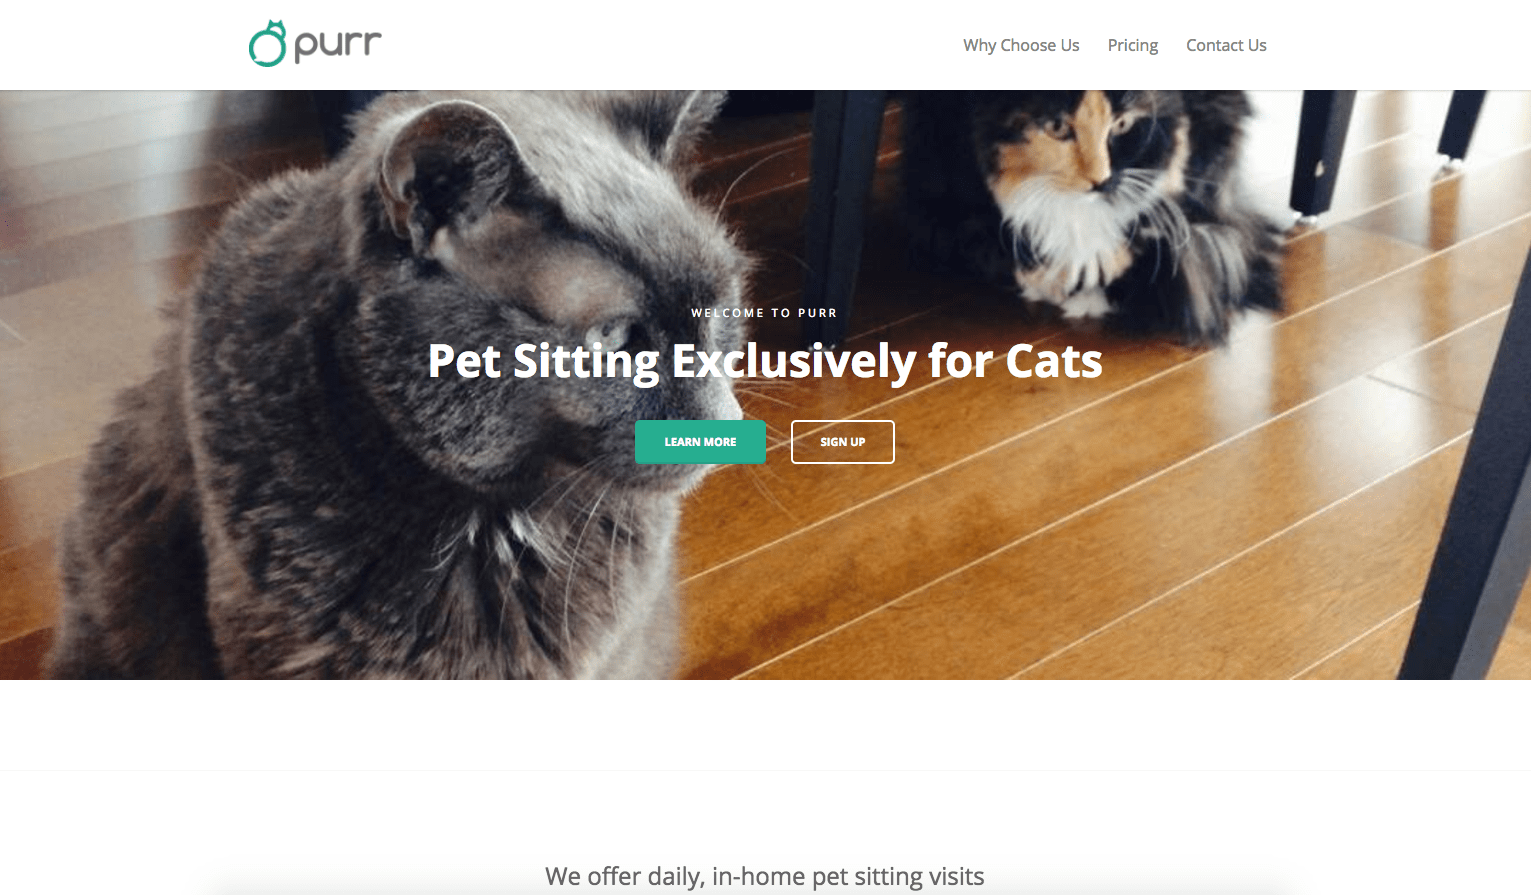 purr
Why Choose Us
Pricing
Contact Us
WELCOME TO PURR
Pet Sitting Exclusively for Cats
LEARN MORE
SIGN UP
We offer daily, in-home pet sitting visits